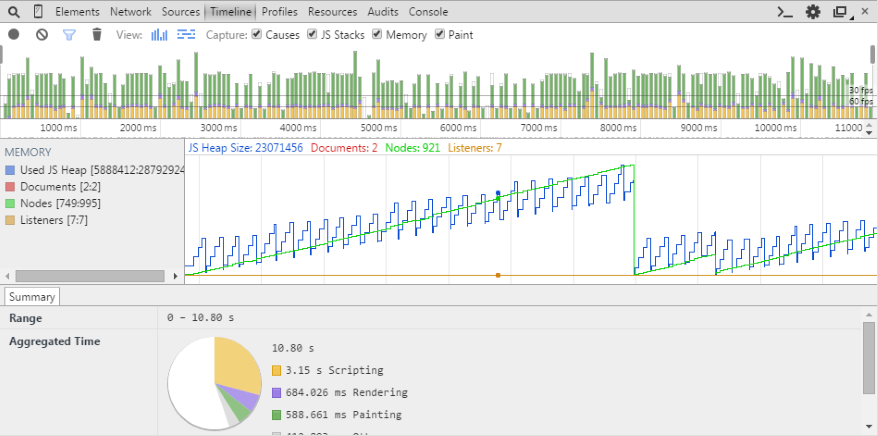 Elements Network Sources Timeline Profiles Resources Audits Console
View: Capture: Causes JS Stacks Memory Paint
30 fps
60 fps
1000 ms 2000 ms 3000 ms 4000 ms 5000 ms 6000 ms 7000 ms 8000 ms 9000 ms 10000 ms 11000
MEMORY
JS Heap Size: 23071456 Documents: 2 Nodes: 921 Listeners: 7
Used JS Heap [5888412:28792924
Documents [2:2]
Nodes [749:995]
Listeners [7:7]
Summary
Range 0 – 10.80 s
Aggregated Time
10.80 s
3.15 s Scripting
684.026 ms Rendering
588.661 ms Painting